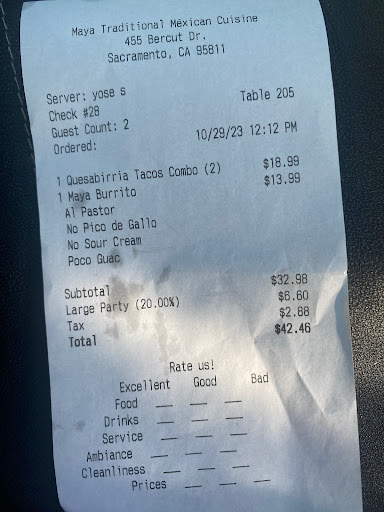 Maya Traditional Méxican Cuisine
455 Bercut Dr.
Sacramento, CA 95811
Server: yose s
Check #28 Table 205
Guest Count: 2
Ordered: 10/29/23 12:12 PM
1 Quesabirria Tacos Combo (2) $18.99
1 Maya Burrito $13.99
Al Pastor
No Pico de Gallo
No Sour Cream
Poco Guac
Subtotal $32.98
Large Party (20.00%) $6.60
Tax $2.88
Total $42.46
Rate us!
Excellent Good Bad
Food
Drinks
Service
Ambiance
Cleanliness
Prices